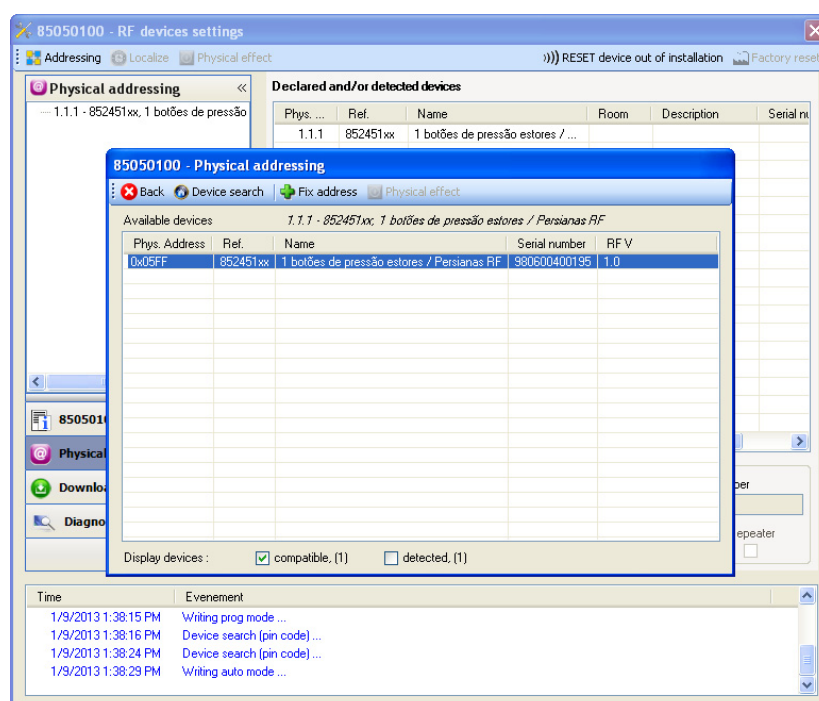 85050100 - RF devices settings
Addressing Localize Physical effect ))) RESET device out of installation Factory reset
Physical addressing «
1.1.1 - 852451xx, 1 botões de pressão
Declared and/or detected devices
Phys. ... Ref. Name Room Description Serial nu
1.1.1 852451xx 1 botões de pressão estores / ...
85050100 - Physical addressing
Back Device search Fix address Physical effect
Available devices 1.1.1 - 852451xx, 1 botões de pressão estores / Persianas RF
Phys. Address Ref. Name Serial number RF V
0x05FF 852451xx 1 botões de pressão estores / Persianas RF 980600400195 1.0
850501
Physical
Downloa
Diagno
ber
epeater
Display devices : compatible, (1) detected, (1)
Time Evenement
1/9/2013 1:38:15 PM Writing prog mode ...
1/9/2013 1:38:16 PM Device search (pin code) ...
1/9/2013 1:38:24 PM Device search (pin code) ...
1/9/2013 1:38:29 PM Writing auto mode ...